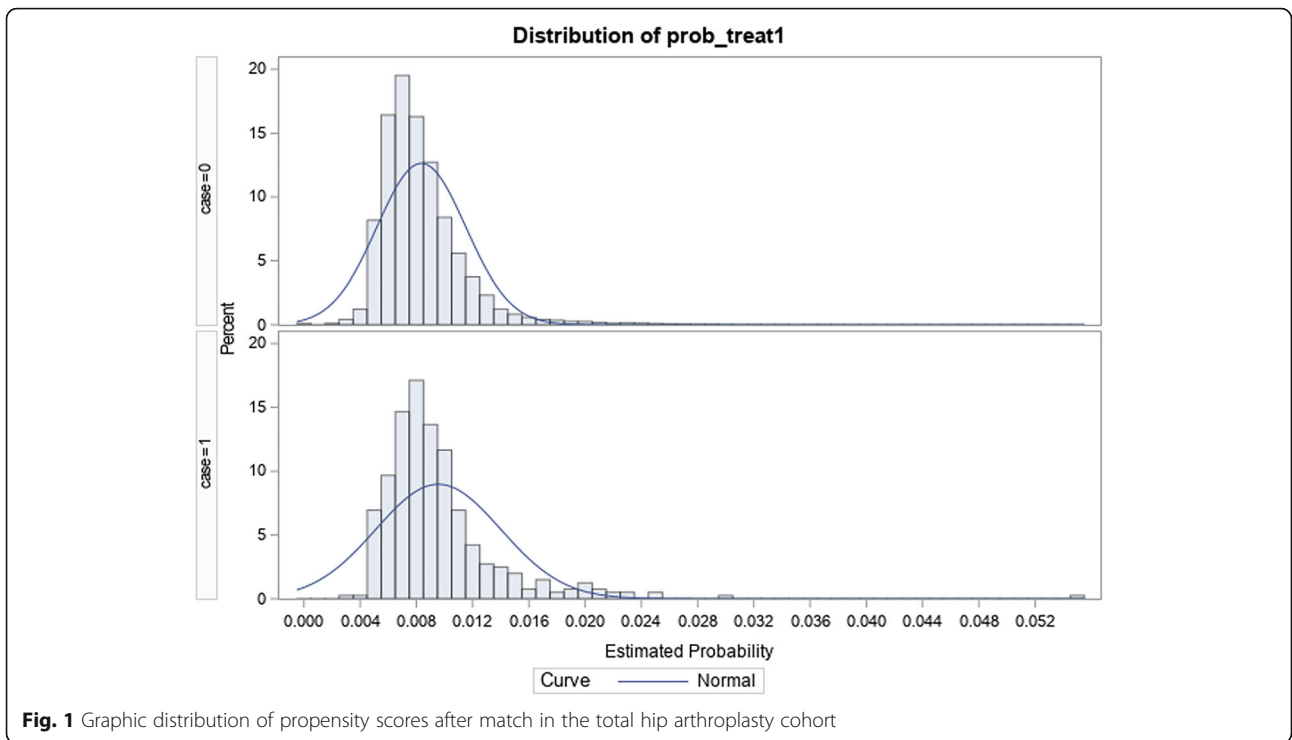 Distribution of prob_treat1
case=0
20
15
10
5
0
Percent
case=1
20
15
10
5
0
0.000 0.004 0.008 0.012 0.016 0.020 0.024 0.028 0.032 0.036 0.040 0.044 0.048 0.052
Estimated Probability
Curve Normal
Fig. 1 Graphic distribution of propensity scores after match in the total hip arthroplasty cohort